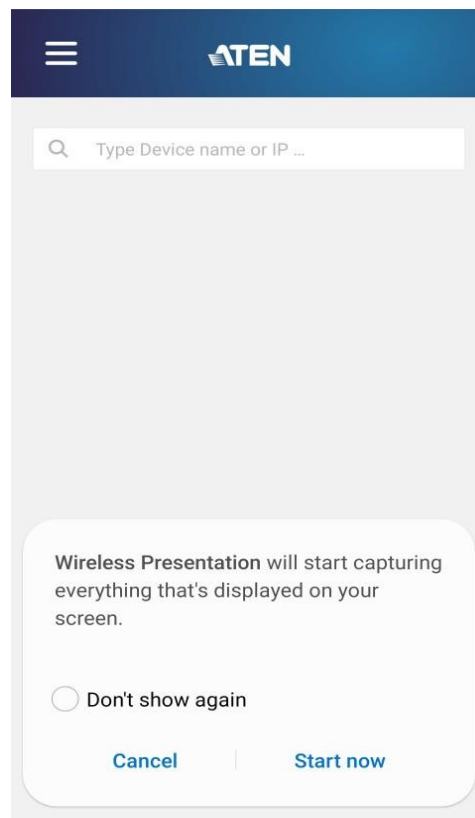 ATEN
Type Device name or IP ...
Wireless Presentation will start capturing
everything that's displayed on your
screen.
Don't show again
Cancel Start now